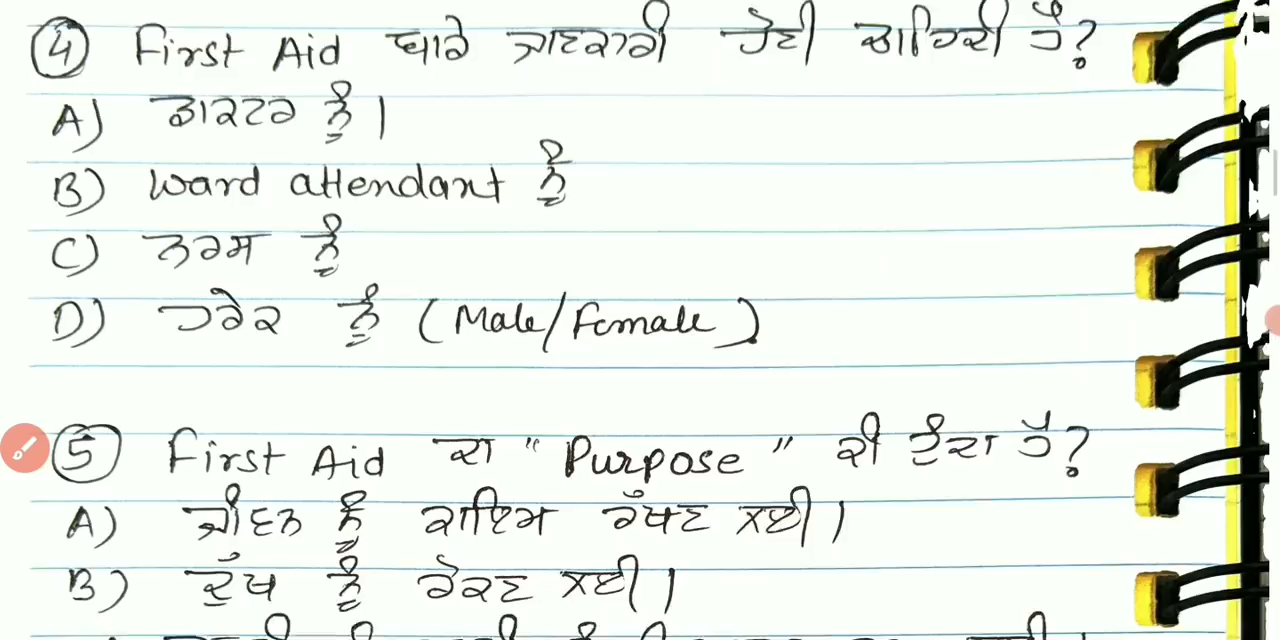 4 First Aid ਬਾਰੇ ਜਾਣਕਾਰੀ ਹੋਣੀ ਚਾਹਿਦੀ ਹੈ?
A) ਡਾਕਟਰ ਨੂੰ।
B) Ward attendant ਨੂੰ
C) ਨਰਸ ਨੂੰ
D) ਹਰੇਕ ਨੂੰ (Male/Female).
5 First Aid ਦਾ "Purpose" ਕੀ ਹੁੰਦਾ ਹੈ?
A) ਜੀਵਨ ਨੂੰ ਕਾਇਮ ਰੱਖਣ ਲਈ।
B) ਦੁੱਖ ਨੂੰ ਰੋਕਣ ਲਈ।